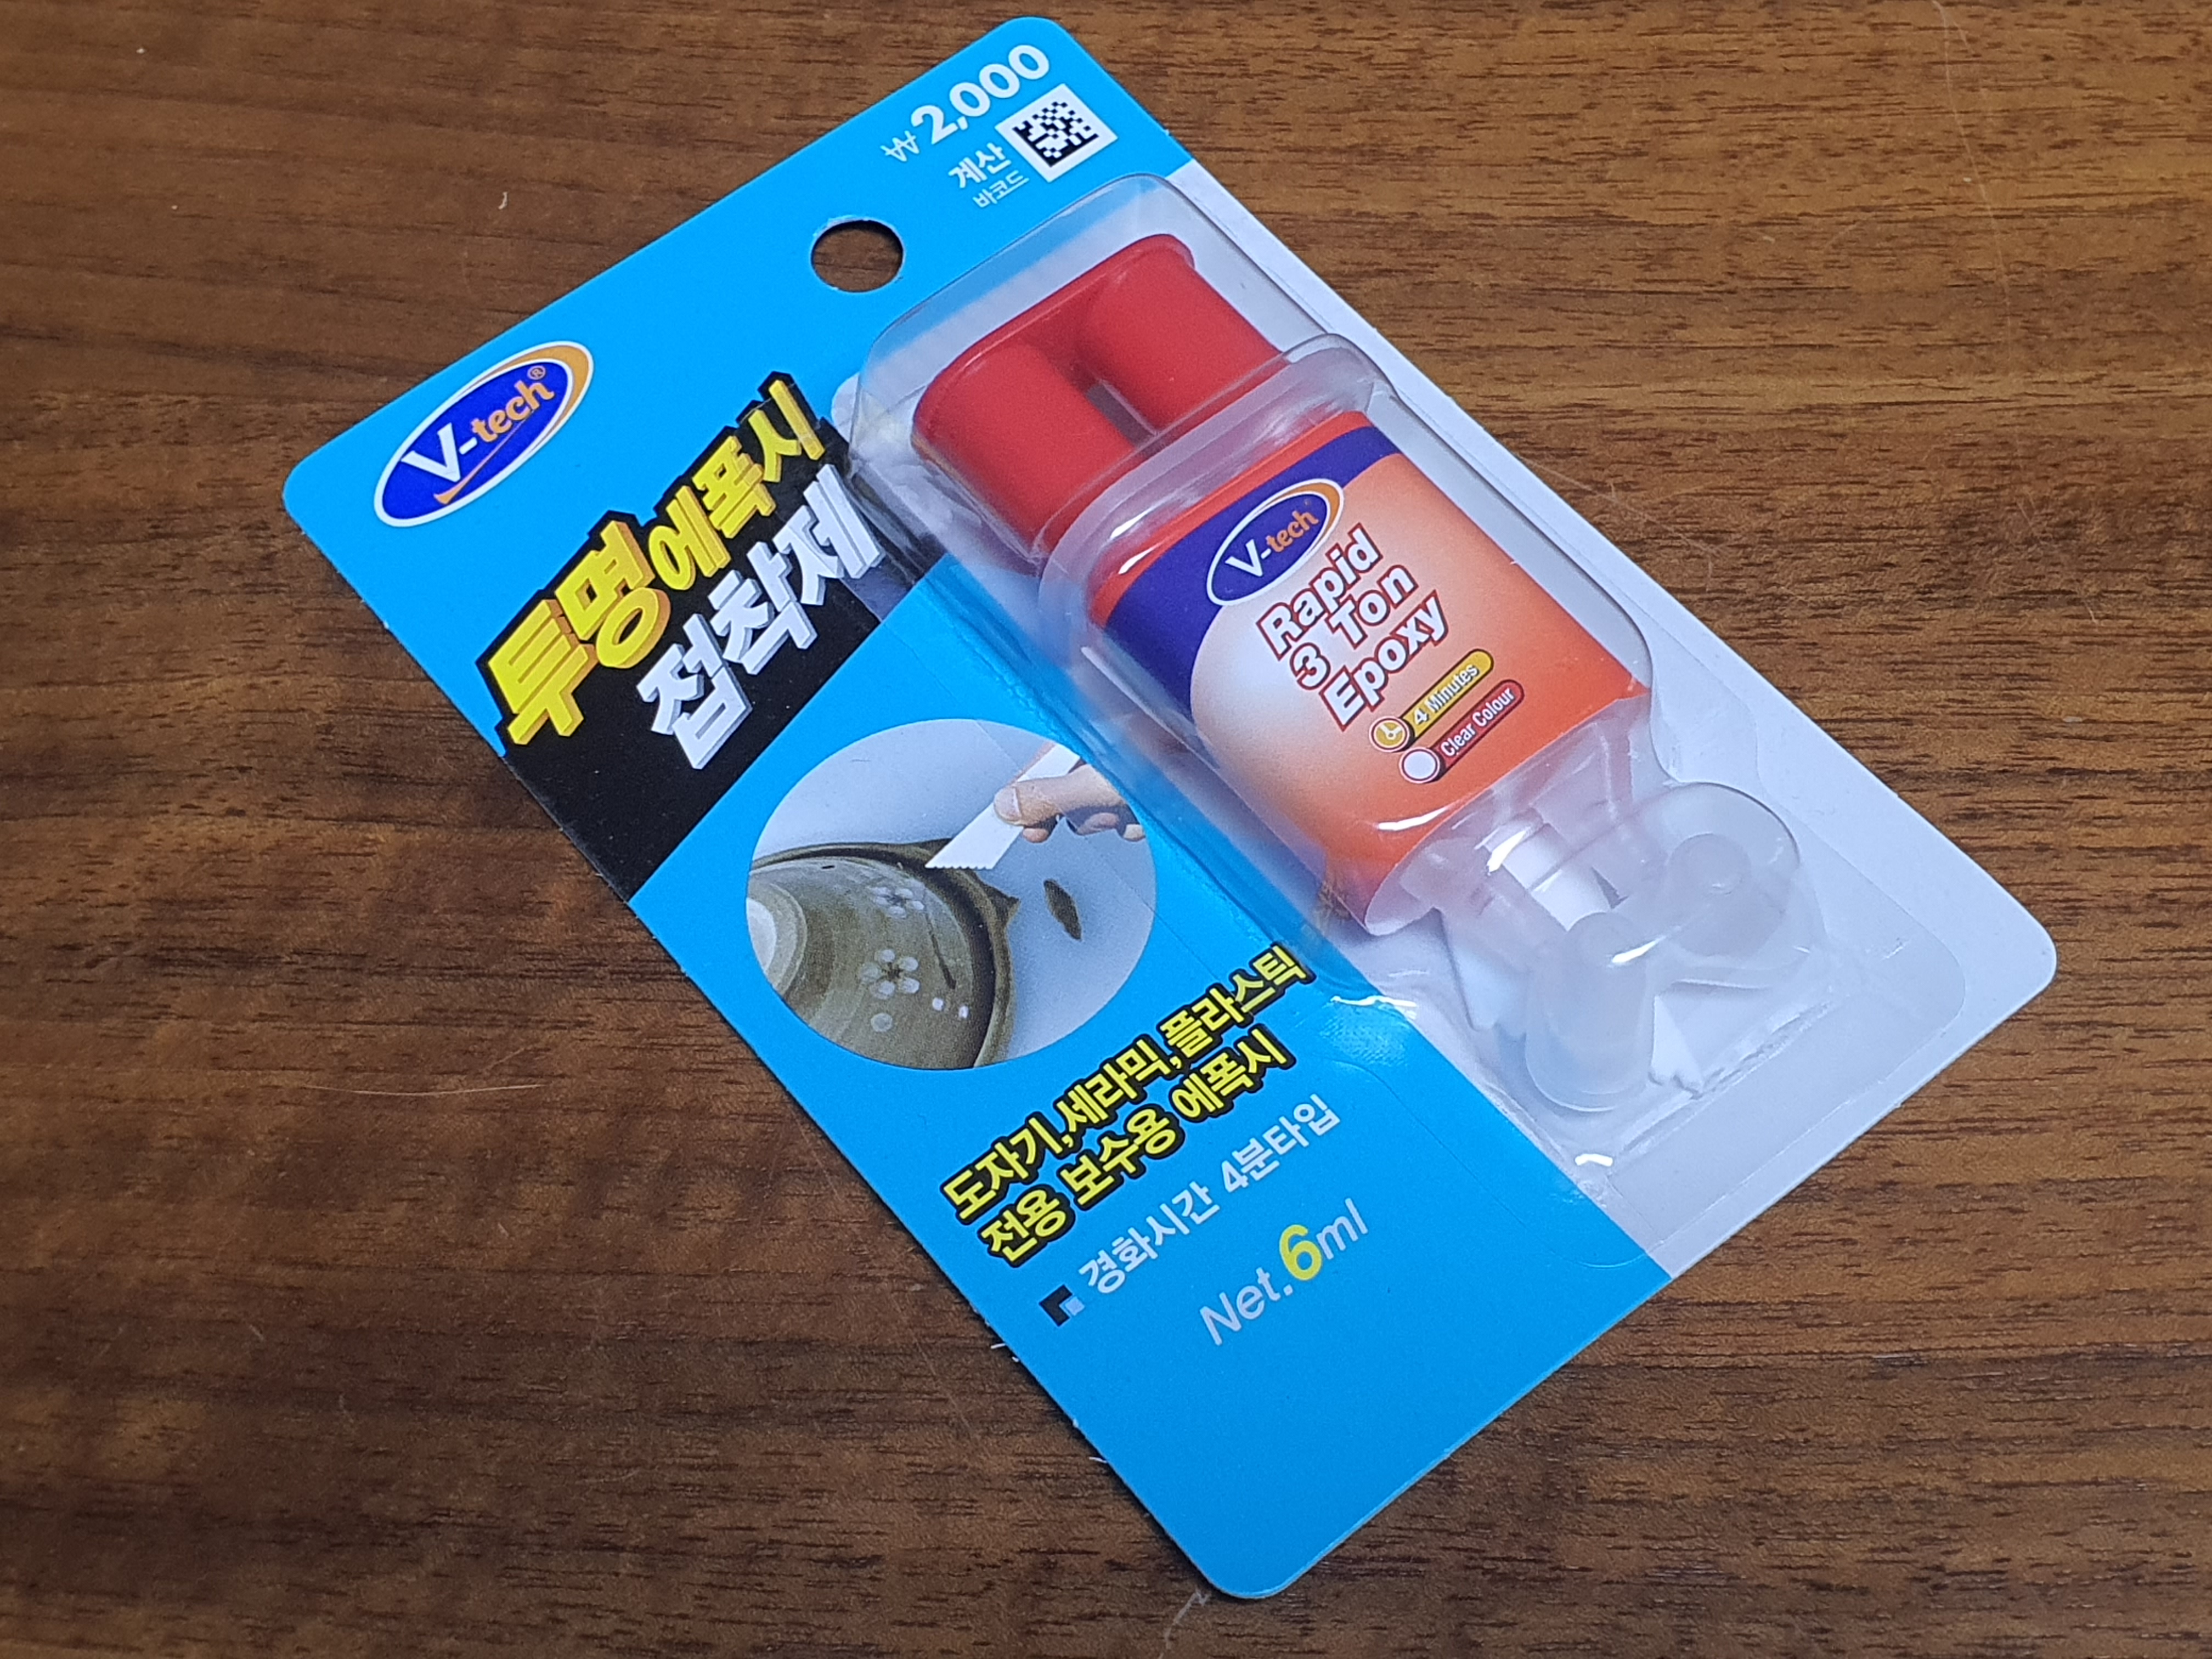 ₩2,000
계산
바코드
V-tech®
투명에폭시
접착제
V-tech
Rapid
3 Ton
Epoxy
4 Minutes
Clear Colour
도자기,세라믹,플라스틱
전용 보수용 에폭시
경화시간 4분타입
Net.6ml